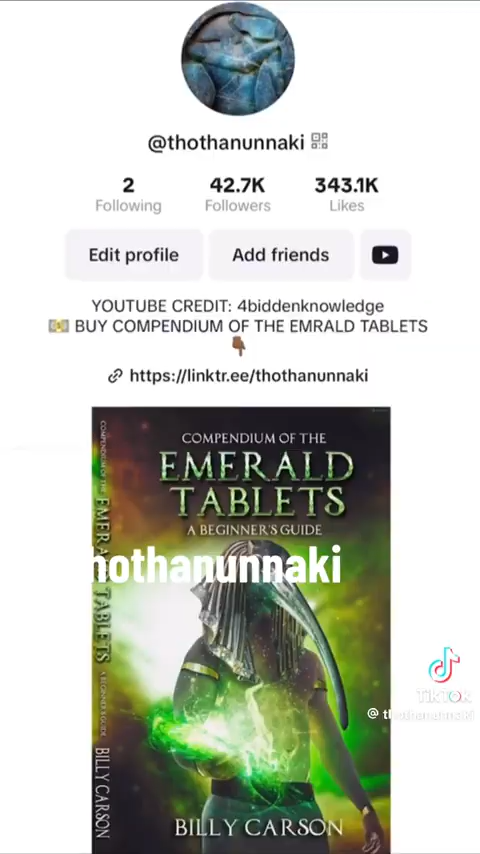 @thothanunnaki
2 42.7K 343.1K
Following Followers Likes
Edit profile Add friends
YOUTUBE CREDIT: 4biddenknowledge
BUY COMPENDIUM OF THE EMRALD TABLETS
https://linktr.ee/thothanunnaki
COMPENDIUM OF THE
EMERALD
TABLETS
A BEGINNER'S GUIDE
COMPENDIUM OF THE EMERALD TABLETS A BEGINNER'S GUIDE BILLY CARSON
hothanunnaki
TikTok
@thothanunnaki
BILLY CARSON